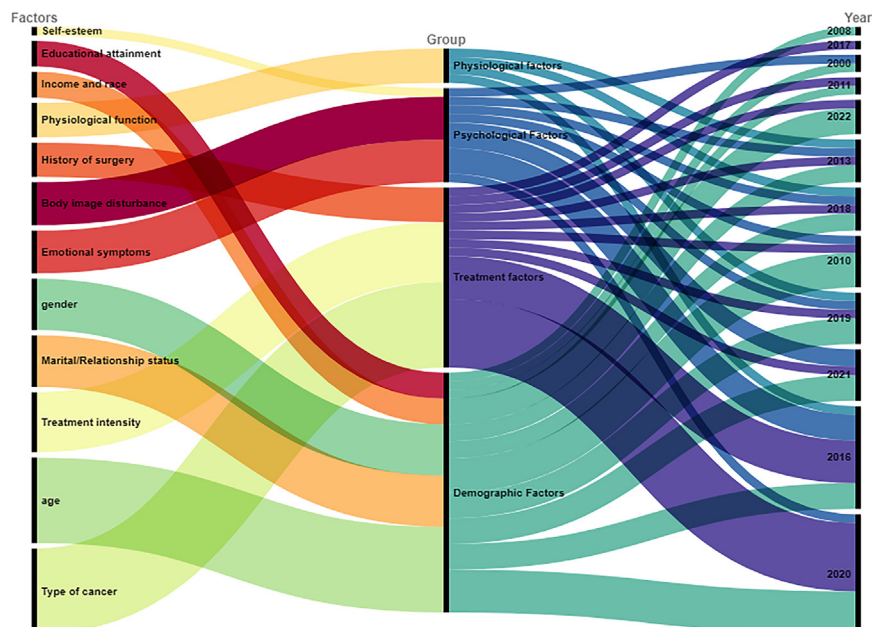 Factors
Group
Year
Self-esteem
Educational attainment
Income and race
Physiological function
History of surgery
Body image disturbance
Emotional symptoms
gender
Marital/Relationship status
Treatment intensity
age
Type of cancer
Physiological factors
Psychological Factors
Treatment factors
Demographic Factors
2008
2017
2000
2011
2022
2013
2018
2010
2019
2021
2016
2020